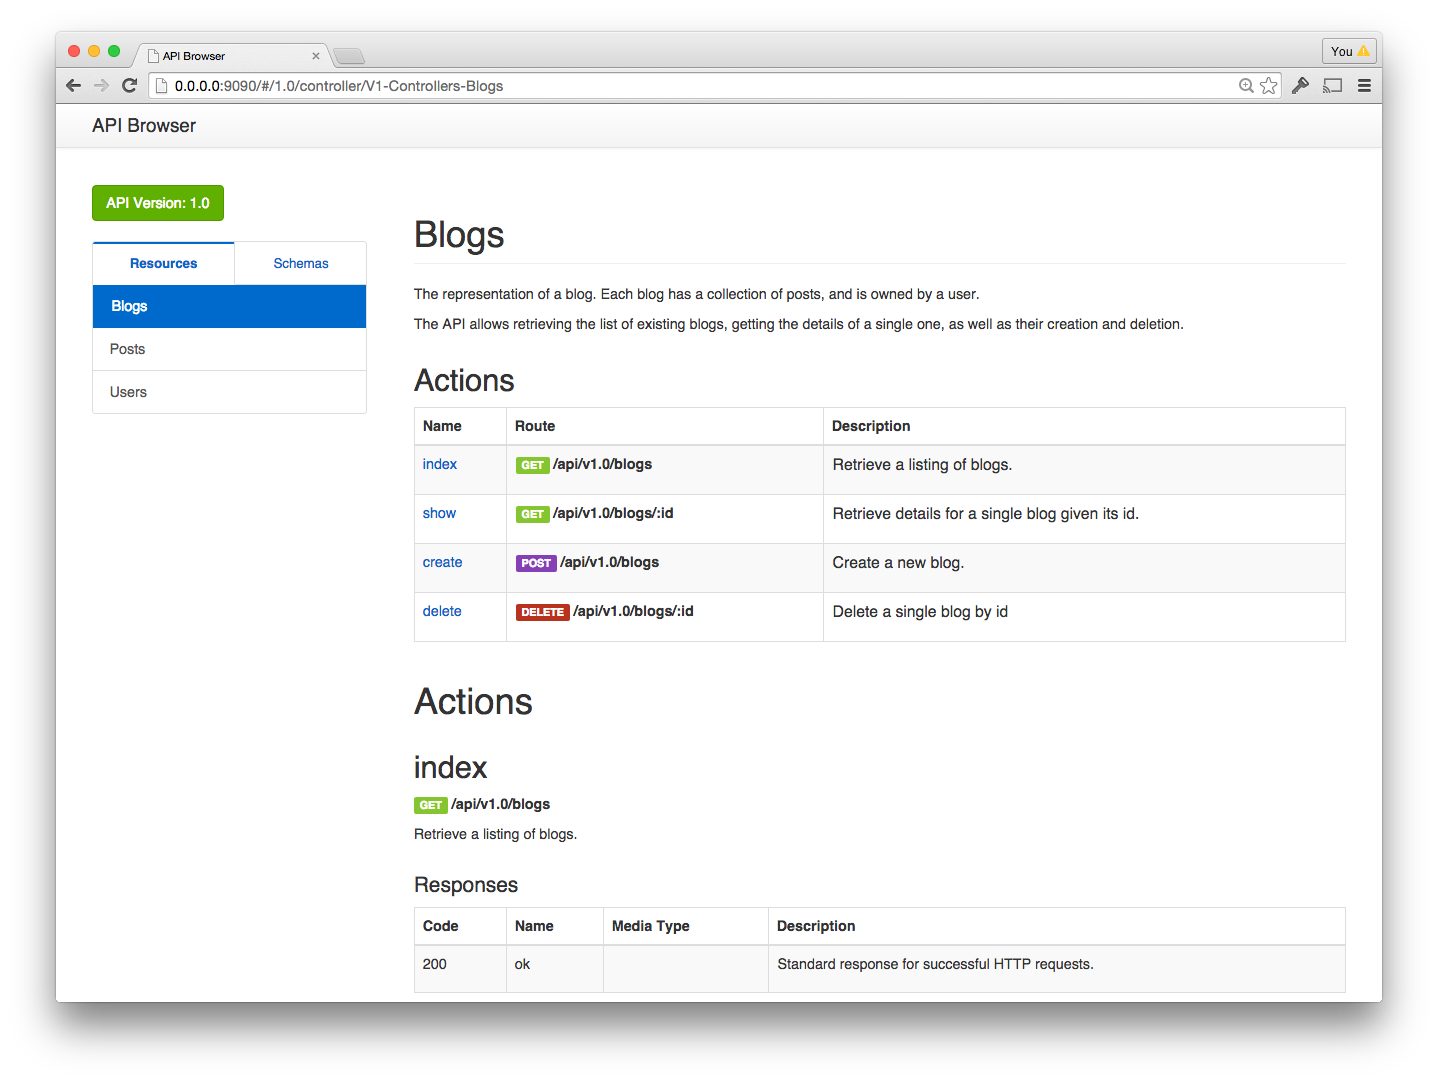 API Browser
You
0.0.0.0:9090/#/1.0/controller/V1-Controllers-Blogs
API Browser
API Version: 1.0
Resources
Schemas
Blogs
Posts
Users
Blogs
The representation of a blog. Each blog has a collection of posts, and is owned by a user.
The API allows retrieving the list of existing blogs, getting the details of a single one, as well as their creation and deletion.
Actions
Name Route Description
index GET /api/v1.0/blogs Retrieve a listing of blogs.
show GET /api/v1.0/blogs/:id Retrieve details for a single blog given its id.
create POST /api/v1.0/blogs Create a new blog.
delete DELETE /api/v1.0/blogs/:id Delete a single blog by id
Actions
index
GET /api/v1.0/blogs
Retrieve a listing of blogs.
Responses
Code Name Media Type Description
200 ok Standard response for successful HTTP requests.